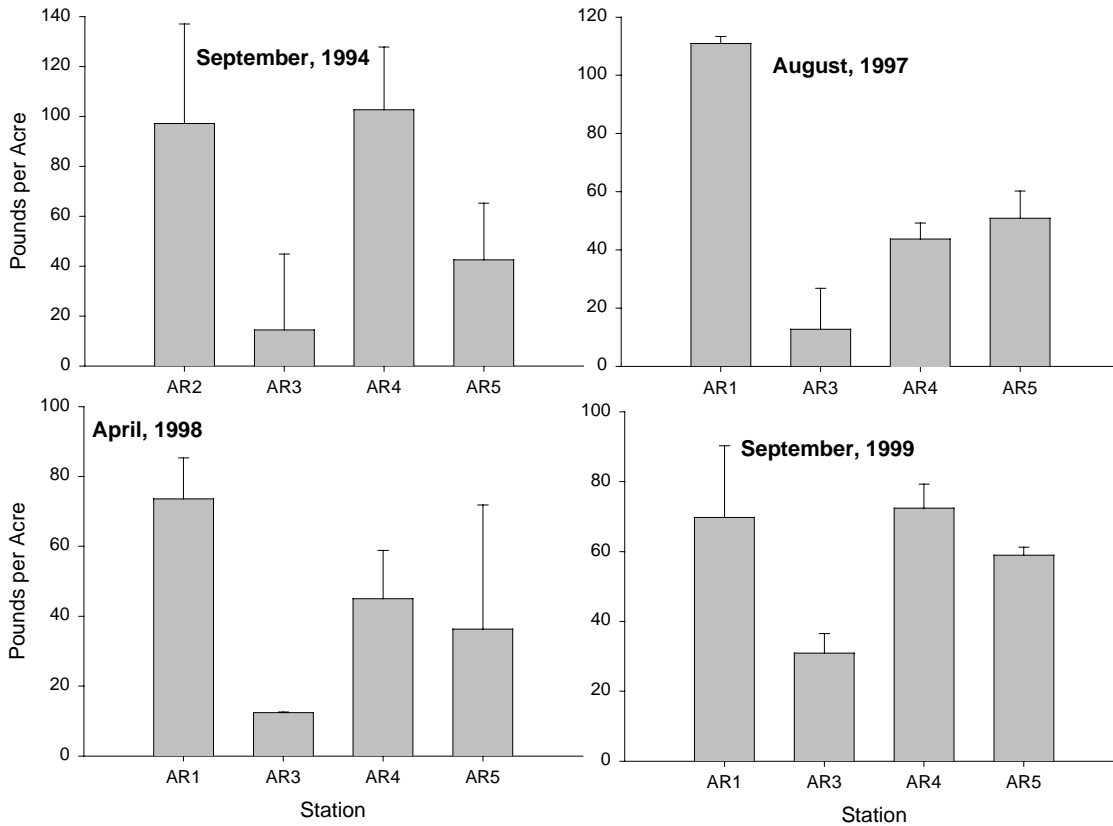 September, 1994
Pounds per Acre
140
120
100
80
60
40
20
0
AR2 AR3 AR4 AR5
August, 1997
120
100
80
60
40
20
0
AR1 AR3 AR4 AR5
April, 1998
Pounds per Acre
100
80
60
40
20
0
AR1 AR3 AR4 AR5
Station
September, 1999
100
80
60
40
20
0
AR1 AR3 AR4 AR5
Station